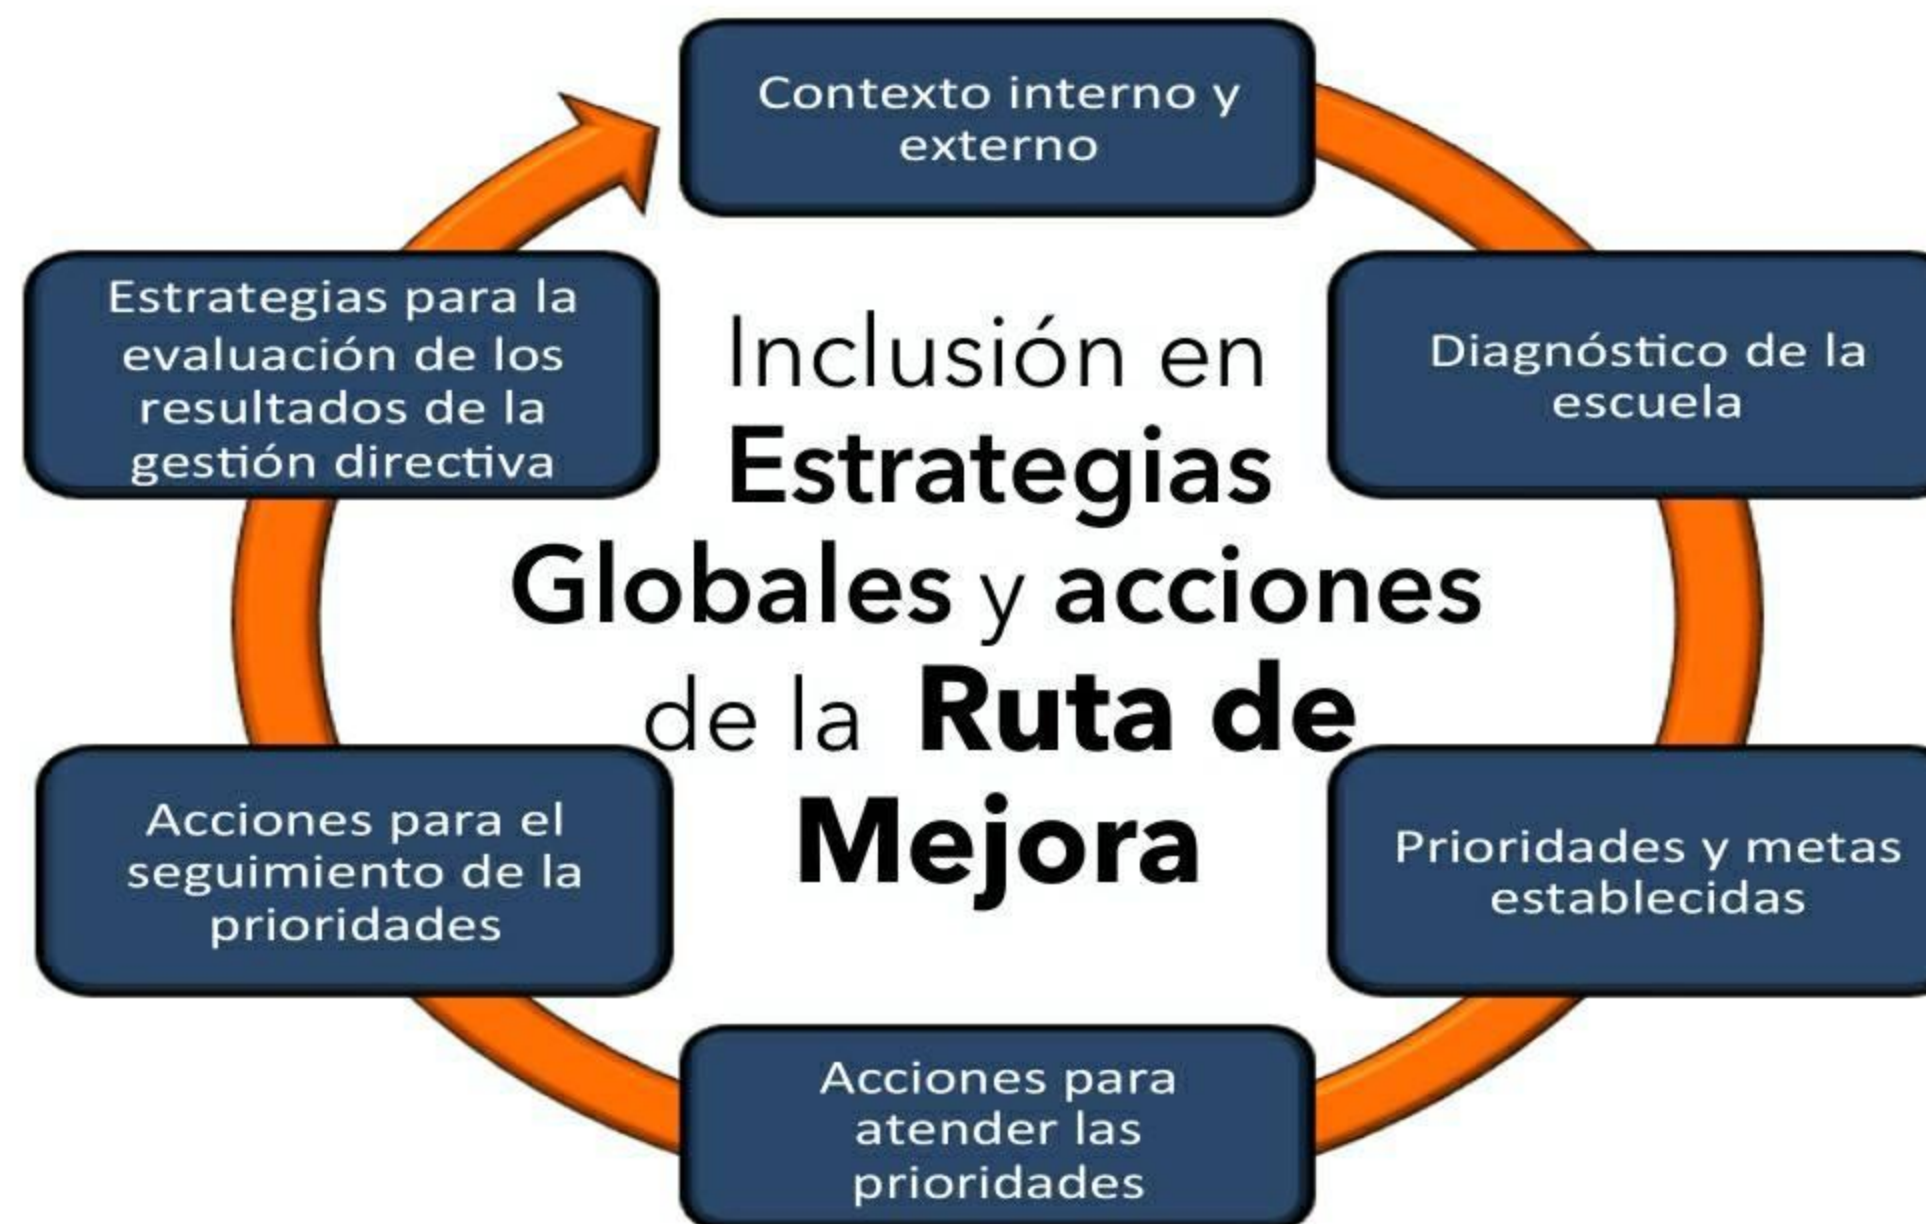 Contexto interno y
externo
Diagnóstico de la
escuela
Prioridades y metas
establecidas
Acciones para
atender las
prioridades
Acciones para el
seguimiento de la
prioridades
Estrategias para la
evaluación de los
resultados de la
gestión directiva
Inclusión en
Estrategias
Globales y acciones
de la Ruta de
Mejora